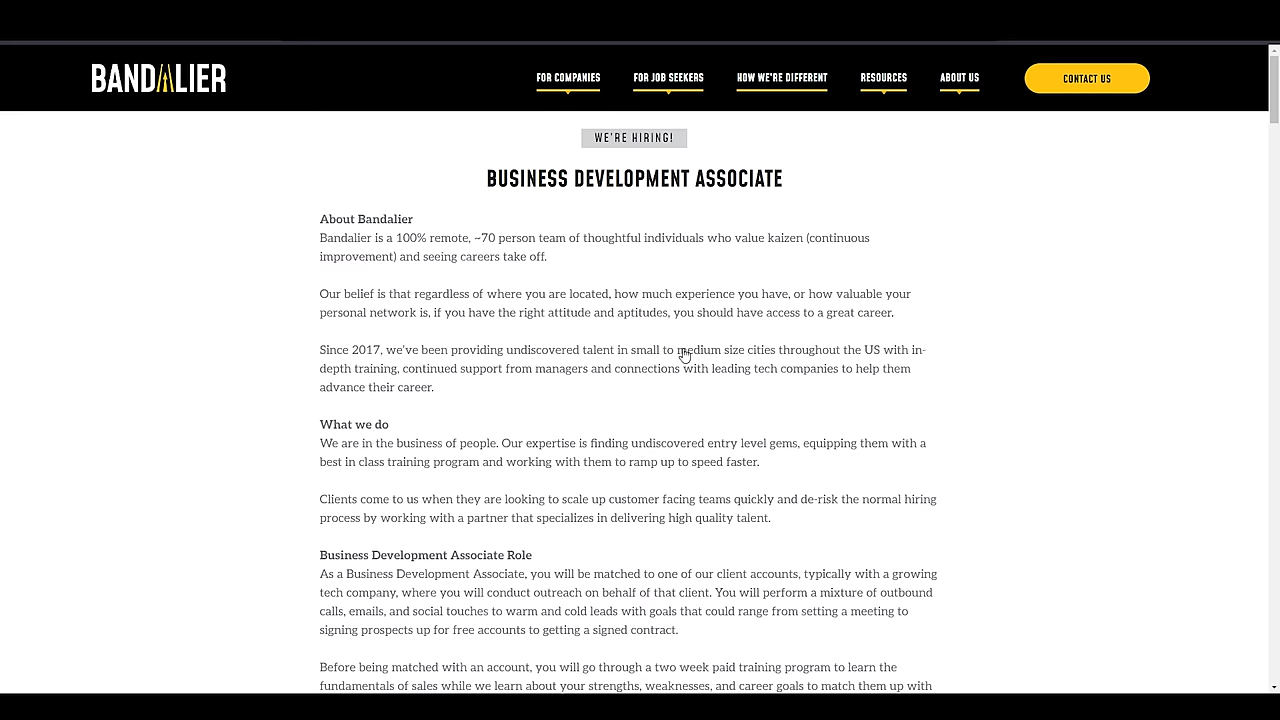 BANDALIER
FOR COMPANIES
FOR JOB SEEKERS
HOW WE'RE DIFFERENT
RESOURCES
ABOUT US
CONTACT US
WE'RE HIRING!
BUSINESS DEVELOPMENT ASSOCIATE
About Bandalier
Bandalier is a 100% remote, ~70 person team of thoughtful individuals who value kaizen (continuous
improvement) and seeing careers take off.
Our belief is that regardless of where you are located, how much experience you have, or how valuable your
personal network is, if you have the right attitude and aptitudes, you should have access to a great career.
Since 2017, we've been providing undiscovered talent in small to medium size cities throughout the US with in-
depth training, continued support from managers and connections with leading tech companies to help them
advance their career.
What we do
We are in the business of people. Our expertise is finding undiscovered entry level gems, equipping them with a
best in class training program and working with them to ramp up to speed faster.
Clients come to us when they are looking to scale up customer facing teams quickly and de-risk the normal hiring
process by working with a partner that specializes in delivering high quality talent.
Business Development Associate Role
As a Business Development Associate, you will be matched to one of our client accounts, typically with a growing
tech company, where you will conduct outreach on behalf of that client. You will perform a mixture of outbound
calls, emails, and social touches to warm and cold leads with goals that could range from setting a meeting to
signing prospects up for free accounts to getting a signed contract.
Before being matched with an account, you will go through a two week paid training program to learn the
fundamentals of sales while we learn about your strengths, weaknesses, and career goals to match them up with